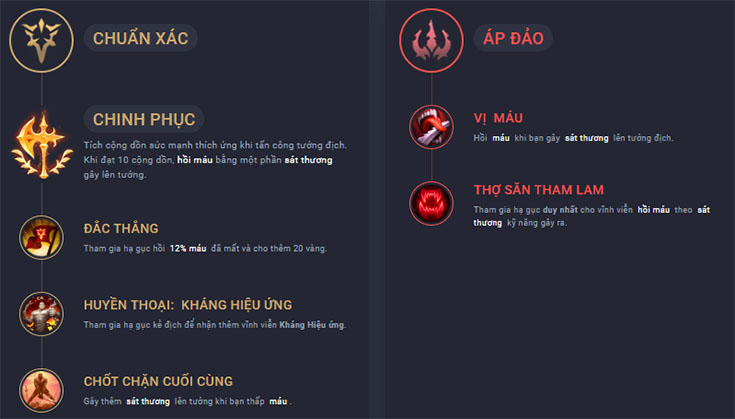 CHUẨN XÁC
CHINH PHỤC
Tích cộng dồn sức mạnh thích ứng khi tấn công tướng địch.
Khi đạt 10 cộng dồn, hồi máu bằng một phần sát thương
gây lên tướng.
ĐẮC THẮNG
Tham gia hạ gục hồi 12% máu đã mất và cho thêm 20 vàng.
HUYỀN THOẠI: KHÁNG HIỆU ỨNG
Tham gia hạ gục kẻ địch để nhận thêm vĩnh viễn Kháng Hiệu ứng.
CHỐT CHẶN CUỐI CÙNG
Gây thêm sát thương lên tướng khi bạn thấp máu .
ÁP ĐẢO
VỊ MÁU
Hồi máu khi bạn gây sát thương lên tướng địch.
THỢ SĂN THAM LAM
Tham gia hạ gục duy nhất cho vĩnh viễn hồi máu theo sát
thương kỹ năng gây ra.